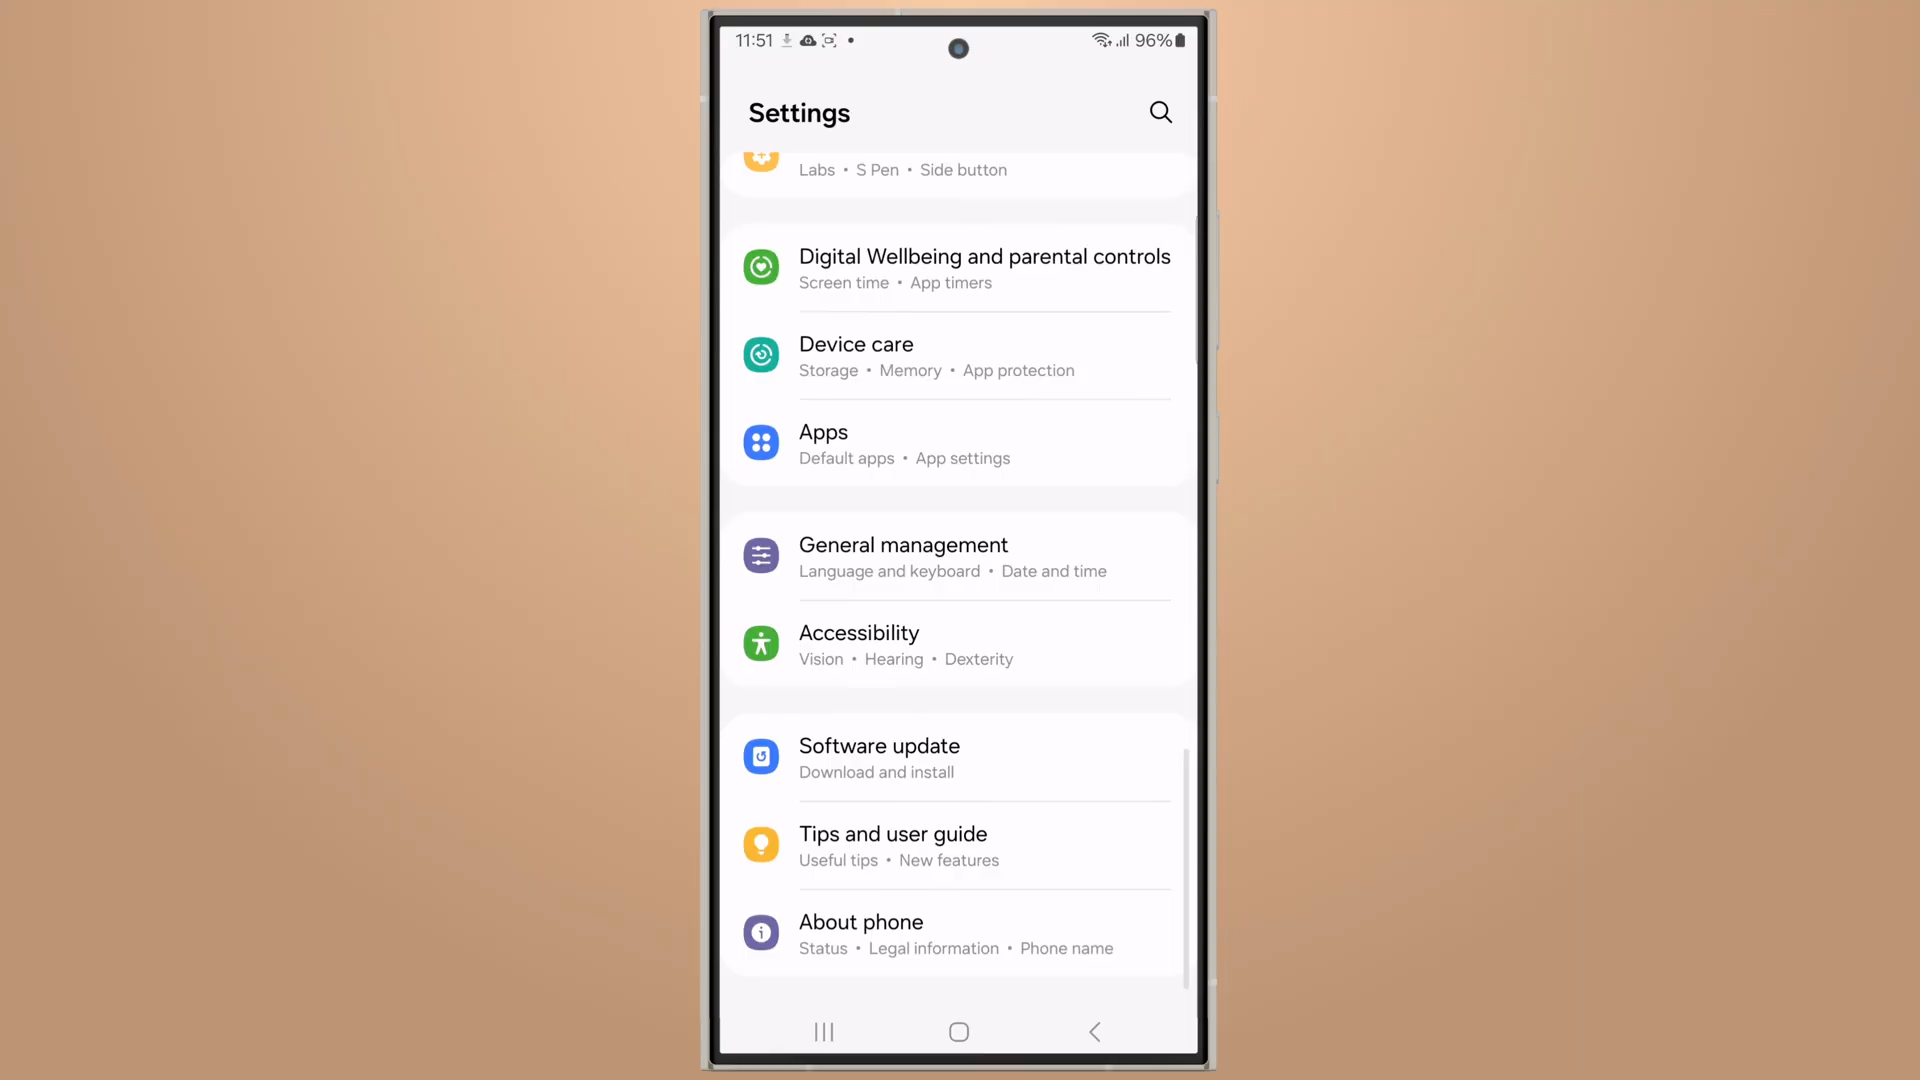 11:51
96%
Settings
Labs • S Pen • Side button
Digital Wellbeing and parental controls
Screen time • App timers
Device care
Storage • Memory • App protection
Apps
Default apps • App settings
General management
Language and keyboard • Date and time
Accessibility
Vision • Hearing • Dexterity
Software update
Download and install
Tips and user guide
Useful tips • New features
About phone
Status • Legal information • Phone name